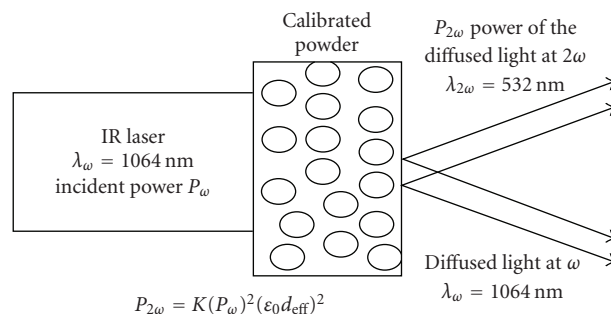 Calibrated
powder
P₂ω power of the
diffused light at 2ω
λ₂ω = 532 nm
IR laser
λω = 1064 nm
incident power Pω
Diffused light at ω
λω = 1064 nm
P₂ω = K(Pω)²(ε₀dₑff)²